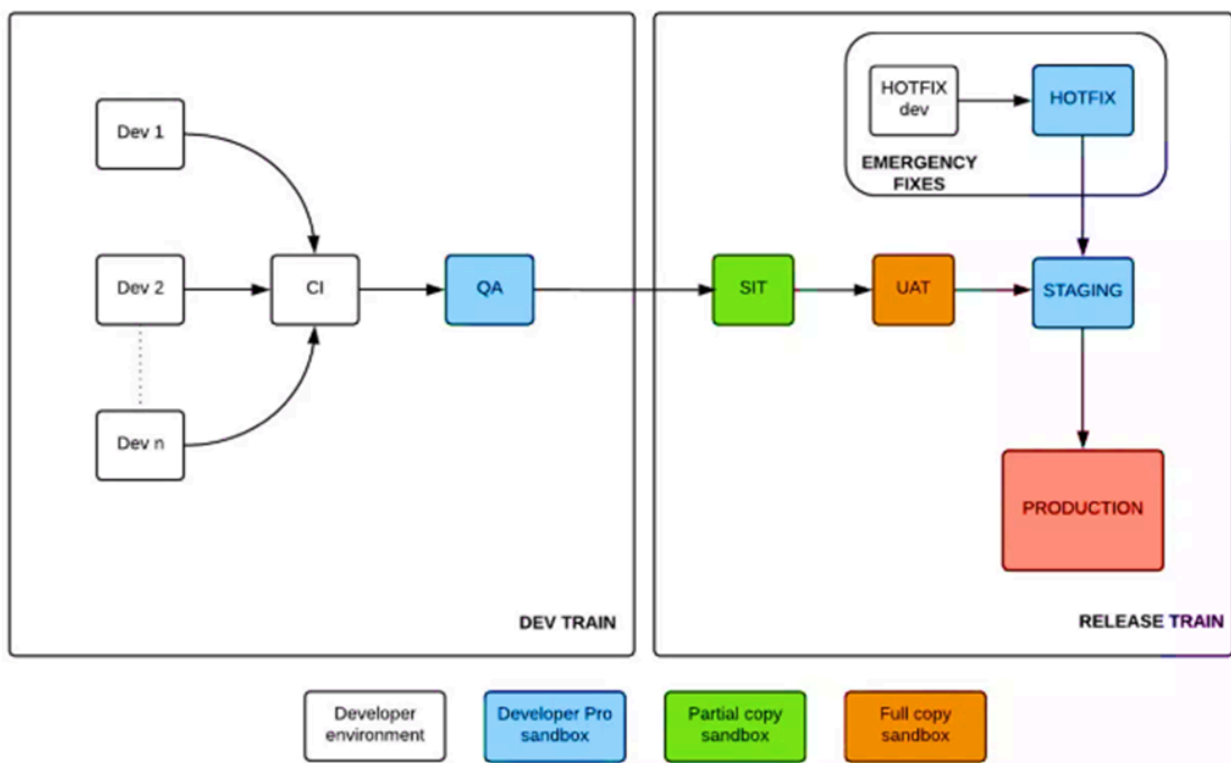 Dev 1
Dev 2
Dev n
CI
QA
DEV TRAIN
HOTFIX
dev
HOTFIX
EMERGENCY
FIXES
SIT
UAT
STAGING
PRODUCTION
RELEASE TRAIN
Developer
environment
Developer Pro
sandbox
Partial copy
sandbox
Full copy
sandbox